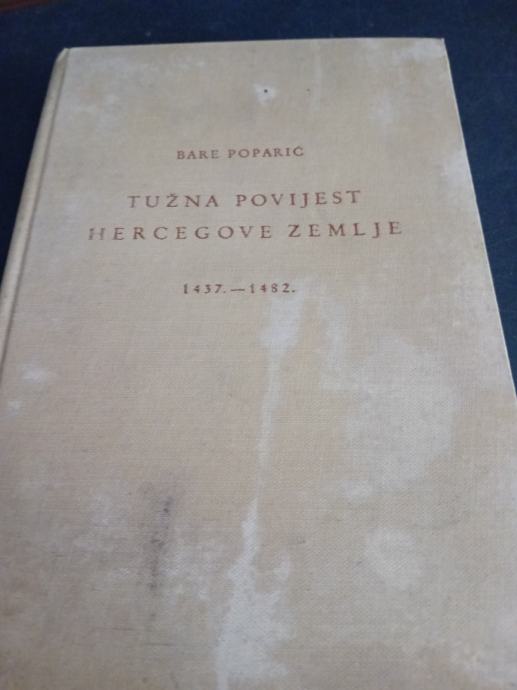 BARE POPARIĆ
TUŽNA POVIJEST
HERCEGOVE ZEMLJE
1437.—1482.